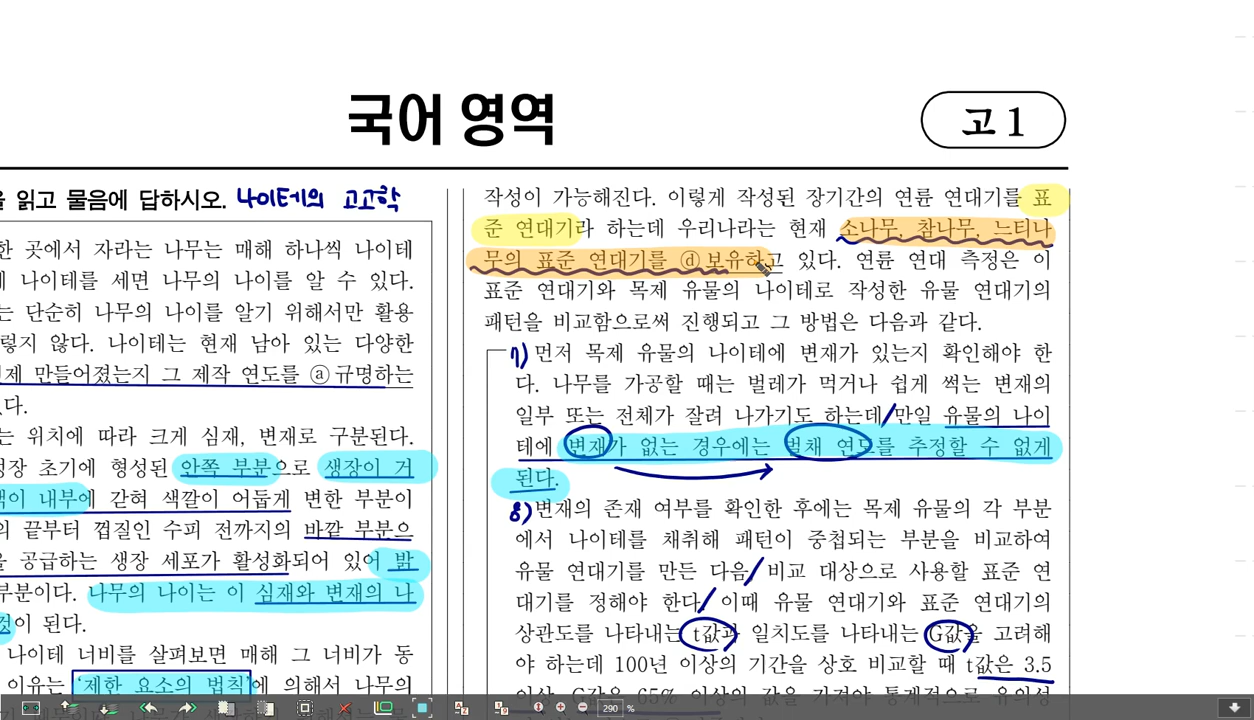 국어 영역
고 1
을 읽고 물음에 답하시오. 나이테의 고고학
한 곳에서 자라는 나무는 매해 하나씩 나이테
나이테를 세면 나무의 나이를 알 수 있다.
는 단순히 나무의 나이를 알기 위해서만 활용
렇지 않다. 나이테는 현재 남아 있는 다양한
제 만들어졌는지 그 제작 연도를 ⓐ규명하는
다.
는 위치에 따라 크게 심재, 변재로 구분된다.
성장 초기에 형성된 안쪽 부분으로 생장이 거
액이 내부에 갇혀 색깔이 어둡게 변한 부분이
의 끝부터 껍질인 수피 전까지의 바깥 부분으
을 공급하는 생장 세포가 활성화되어 있어 밝
부분이다. 나무의 나이는 이 심재와 변재의 나
것이 된다.
나이테 너비를 살펴보면 매해 그 너비가 동
이유는 '제한 요소의 법칙'에 의해서 나무의
작성이 가능해진다. 이렇게 작성된 장기간의 연륜 연대기를 표
준 연대기라 하는데 우리나라는 현재 소나무, 참나무, 느티나
무의 표준 연대기를 ⓓ보유하고 있다. 연륜 연대 측정은 이
표준 연대기와 목제 유물의 나이테로 작성한 유물 연대기의
패턴을 비교함으로써 진행되고 그 방법은 다음과 같다.
7) 먼저 목제 유물의 나이테에 변재가 있는지 확인해야 한
다. 나무를 가공할 때는 벌레가 먹거나 쉽게 썩는 변재의
일부 또는 전체가 잘려 나가기도 하는데 만일 유물의 나이
테에 변재가 없는 경우에는 벌채 연도를 추정할 수 없게
된다.
8) 변재의 존재 여부를 확인한 후에는 목제 유물의 각 부분
에서 나이테를 채취해 패턴이 중첩되는 부분을 비교하여
유물 연대기를 만든 다음 비교 대상으로 사용할 표준 연
대기를 정해야 한다 이때 유물 연대기와 표준 연대기의
상관도를 나타내는 t값과 일치도를 나타내는 G값을 고려해
야 하는데 100년 이상의 기간을 상호 비교할 때 t값은 3.5
이상, G값은 65% 이상의 값을 가져야 통계적으로 유의성
290 %